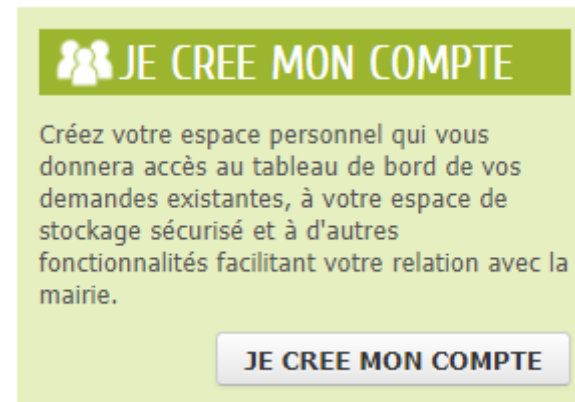 JE CREE MON COMPTE
Créez votre espace personnel qui vous
donnera accès au tableau de bord de vos
demandes existantes, à votre espace de
stockage sécurisé et à d'autres
fonctionnalités facilitant votre relation avec la
mairie.
JE CREE MON COMPTE